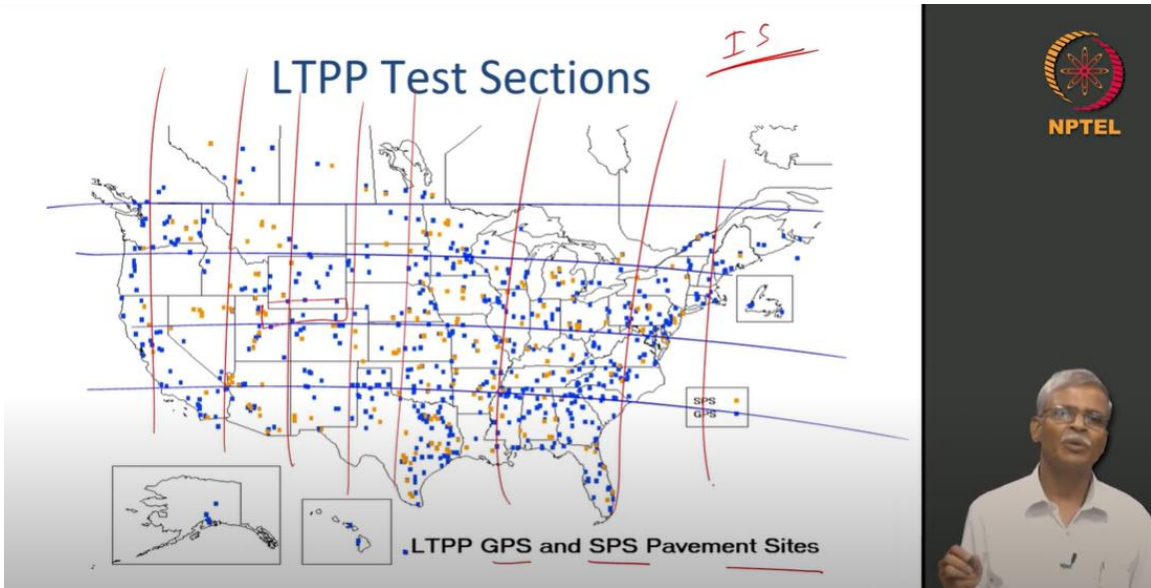 IS
LTPP Test Sections
NPTEL
SPS
GPS
LTPP GPS and SPS Pavement Sites